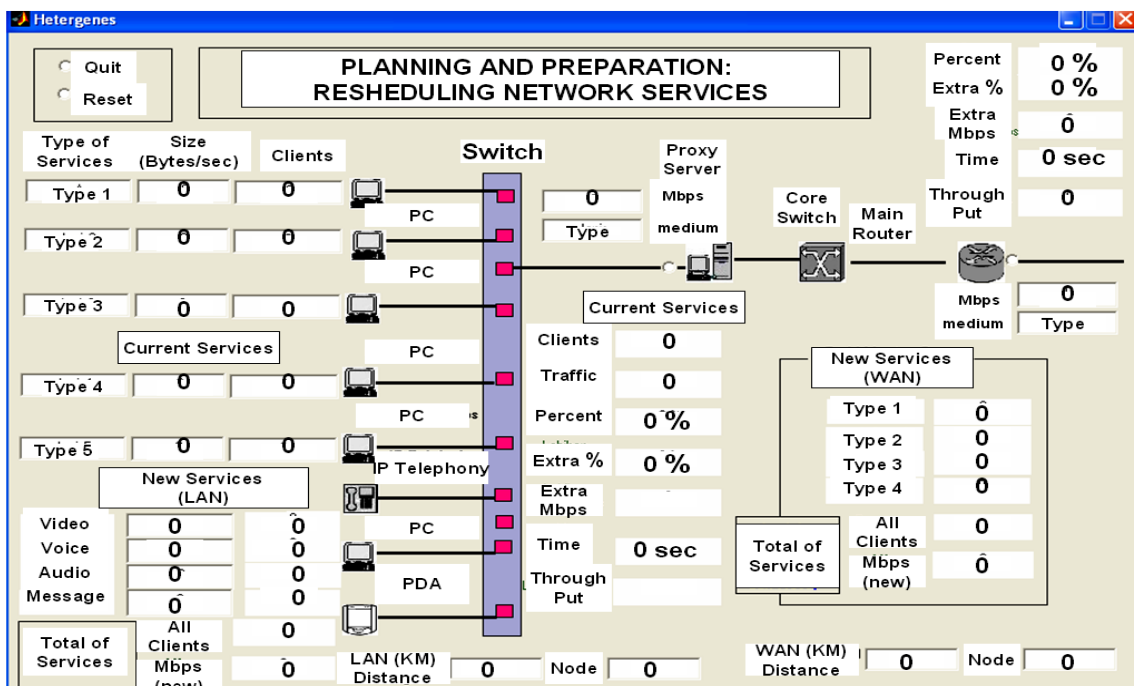 Hetergenes
Quit
Reset
PLANNING AND PREPARATION:
RESHEDULING NETWORK SERVICES
Percent 0 %
Extra % 0 %
Extra
Mbps 0
Time 0 sec
Through
Put 0
Type of
Services
Size
(Bytes/sec)
Clients
Switch
Proxy
Server
Type 1 0 0
PC
0 Mbps
Type medium
Core
Switch
Main
Router
Type 2 0 0
PC
Type 3 0 0
Mbps 0
medium Type
Current Services
PC
Current Services
Clients 0
Traffic 0
Percent 0 %
Extra % 0 %
Extra
Mbps
Time 0 sec
Through
Put
Type 4 0 0
PC
Type 5 0 0
IP Telephony
PC
PDA
New Services
(LAN)
Video 0 0
Voice 0 0
Audio 0 0
Message 0 0
Total of
Services
All
Clients 0
Mbps
(new) 0
New Services
(WAN)
Type 1 0
Type 2 0
Type 3 0
Type 4 0
Total of
Services
All
Clients 0
Mbps
(new) 0
LAN (KM)
Distance 0 Node 0
WAN (KM)
Distance 0 Node 0